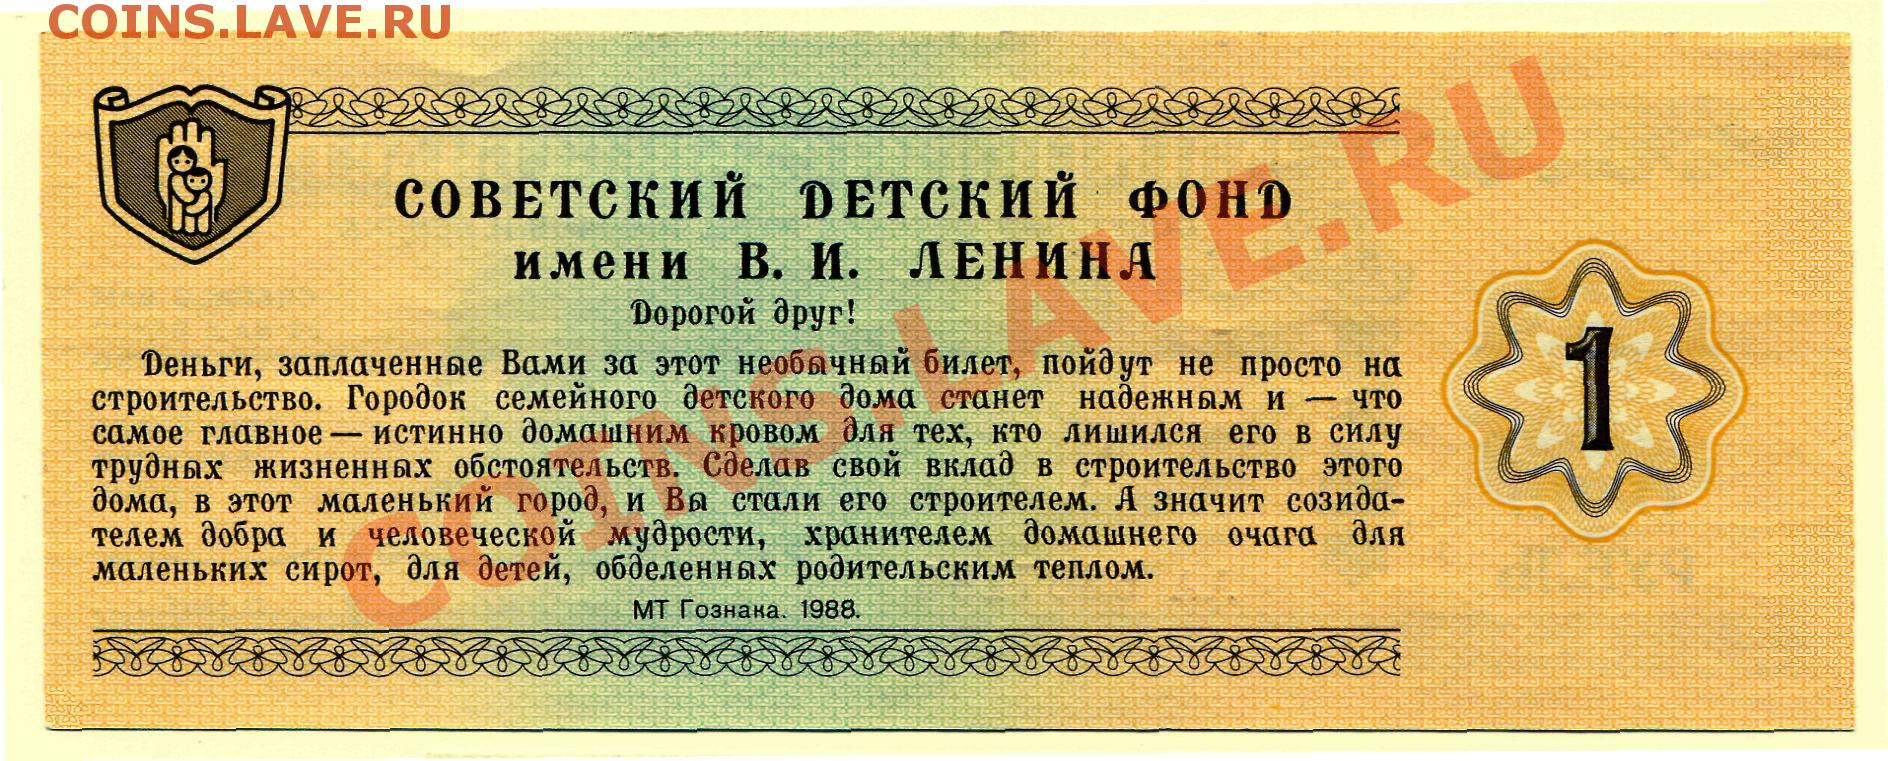 COINS.LAVE.RU
СОВЕТСКИЙ ДЕТСКИЙ ФОНД
имени В. И. ЛЕНИНА
Дорогой друг!
Деньги, заплаченные Вами за этот необычный билет, пойдут не просто на
строительство. Городок семейного детского дома станет надежным и — что
самое главное — истинно домашним кровом для тех, кто лишился его в силу
трудных жизненных обстоятельств. Сделав свой вклад в строительство этого
дома, в этот маленький город, и Вы стали его строителем. А значит созида-
телем добра и человеческой мудрости, хранителем домашнего очага для
маленьких сирот, для детей, обделенных родительским теплом.
МТ Гознака. 1988.
1
COINS.LAVE.RU